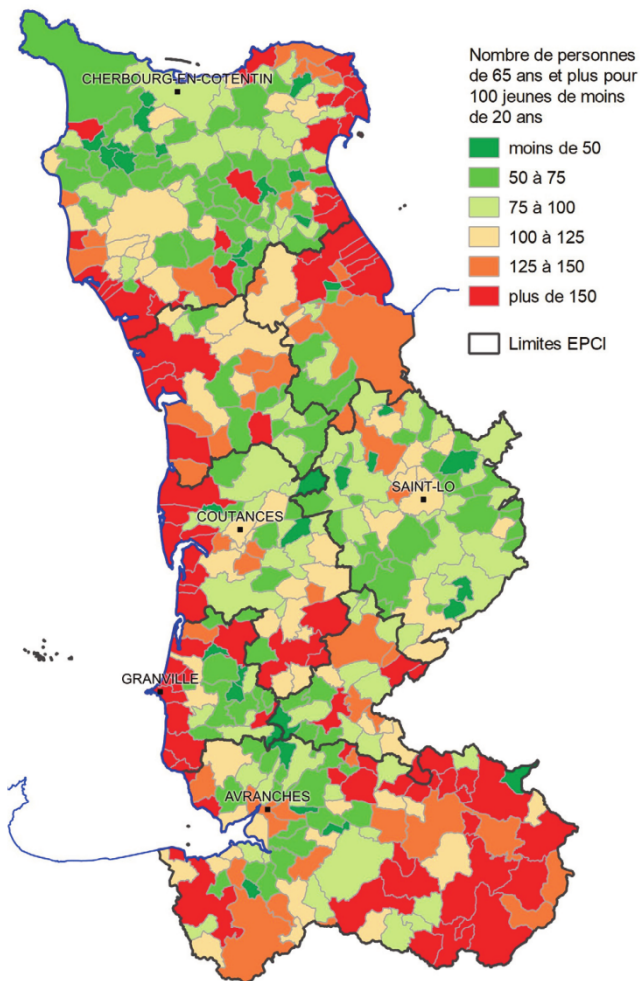 Nombre de personnes
de 65 ans et plus pour
100 jeunes de moins
de 20 ans
moins de 50
50 à 75
75 à 100
100 à 125
125 à 150
plus de 150
Limites EPCI
CHERBOURG-EN-COTENTIN
SAINT-LO
COUTANCES
GRANVILLE
AVRANCHES